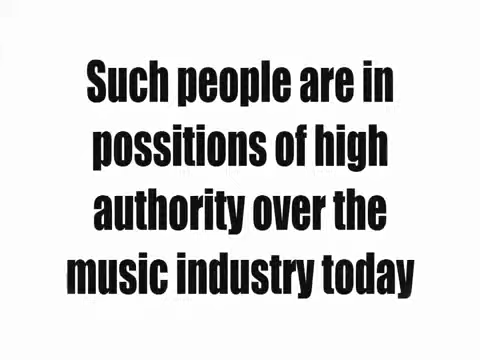 Such people are in
possitions of high
authority over the
music industry today